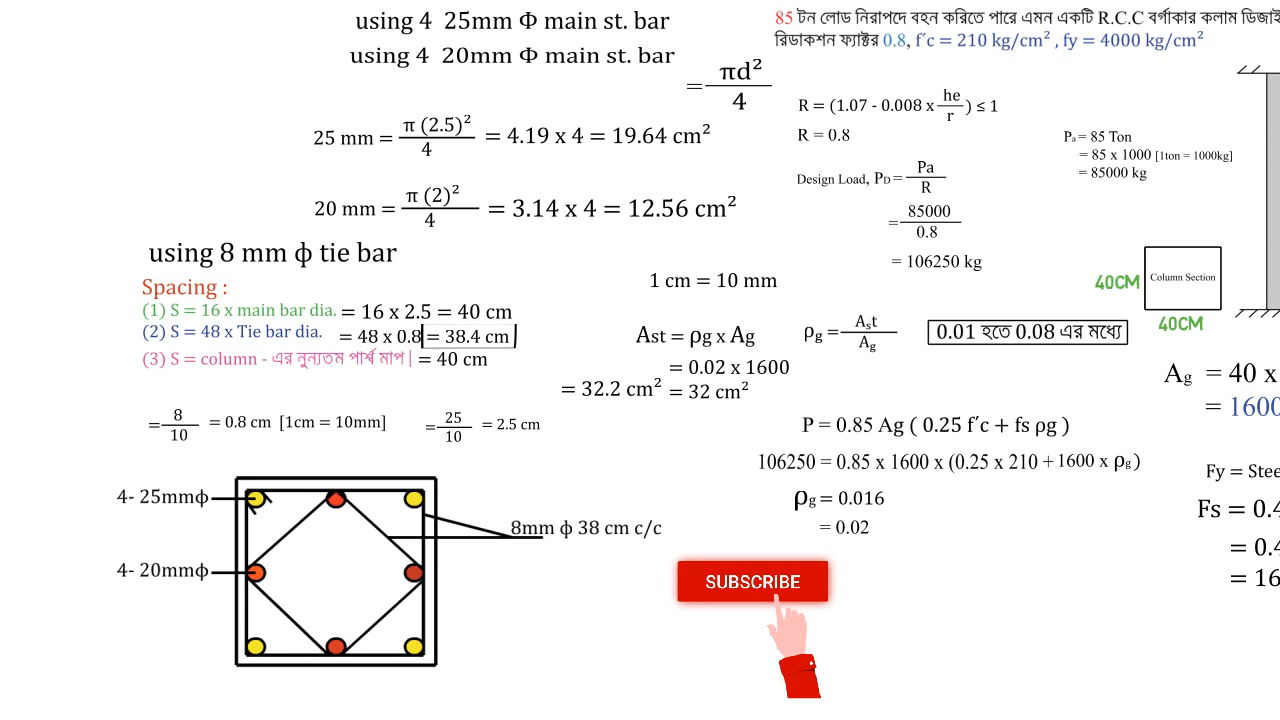 using 4 25mm Φ main st. bar
using 4 20mm Φ main st. bar
= πd² / 4
25 mm = π (2.5)² / 4 = 4.19 x 4 = 19.64 cm²
20 mm = π (2)² / 4 = 3.14 x 4 = 12.56 cm²
using 8 mm ф tie bar
Spacing :
(1) S = 16 x main bar dia. = 16 x 2.5 = 40 cm
(2) S = 48 x Tie bar dia. = 48 x 0.8 = 38.4 cm
(3) S = column - এর নুন্যতম পার্শ্ব মাপ | = 40 cm
= 8 / 10 = 0.8 cm [1cm = 10mm]
= 25 / 10 = 2.5 cm
4- 25mmф
4- 20mmф
8mm ф 38 cm c/c
85 টন লোড নিরাপদে বহন করিতে পারে এমন একটি R.C.C বর্গাকার কলাম
রিডাকশন ফ্যাক্টর 0.8, f´c = 210 kg/cm² , fy = 4000 kg/cm²
R = (1.07 - 0.008 x he / r ) ≤ 1
R = 0.8
Design Load, PD = Pa / R
= 85000 / 0.8
= 106250 kg
Pa = 85 Ton
= 85 x 1000 [1ton = 1000kg]
= 85000 kg
Column Section
40CM
40CM
1 cm = 10 mm
Ast = ρg x Ag
= 0.02 x 1600
= 32 cm²
= 32.2 cm²
ρg = Ast / Ag
0.01 হতে 0.08 এর মধ্যে
Ag = 40 x
= 1600
P = 0.85 Ag ( 0.25 f´c + fs ρg )
106250 = 0.85 x 1600 x (0.25 x 210 + 1600 x ρg )
ρg = 0.016
= 0.02
Fy = Stee
Fs = 0.4
= 0.4
= 16
SUBSCRIBE